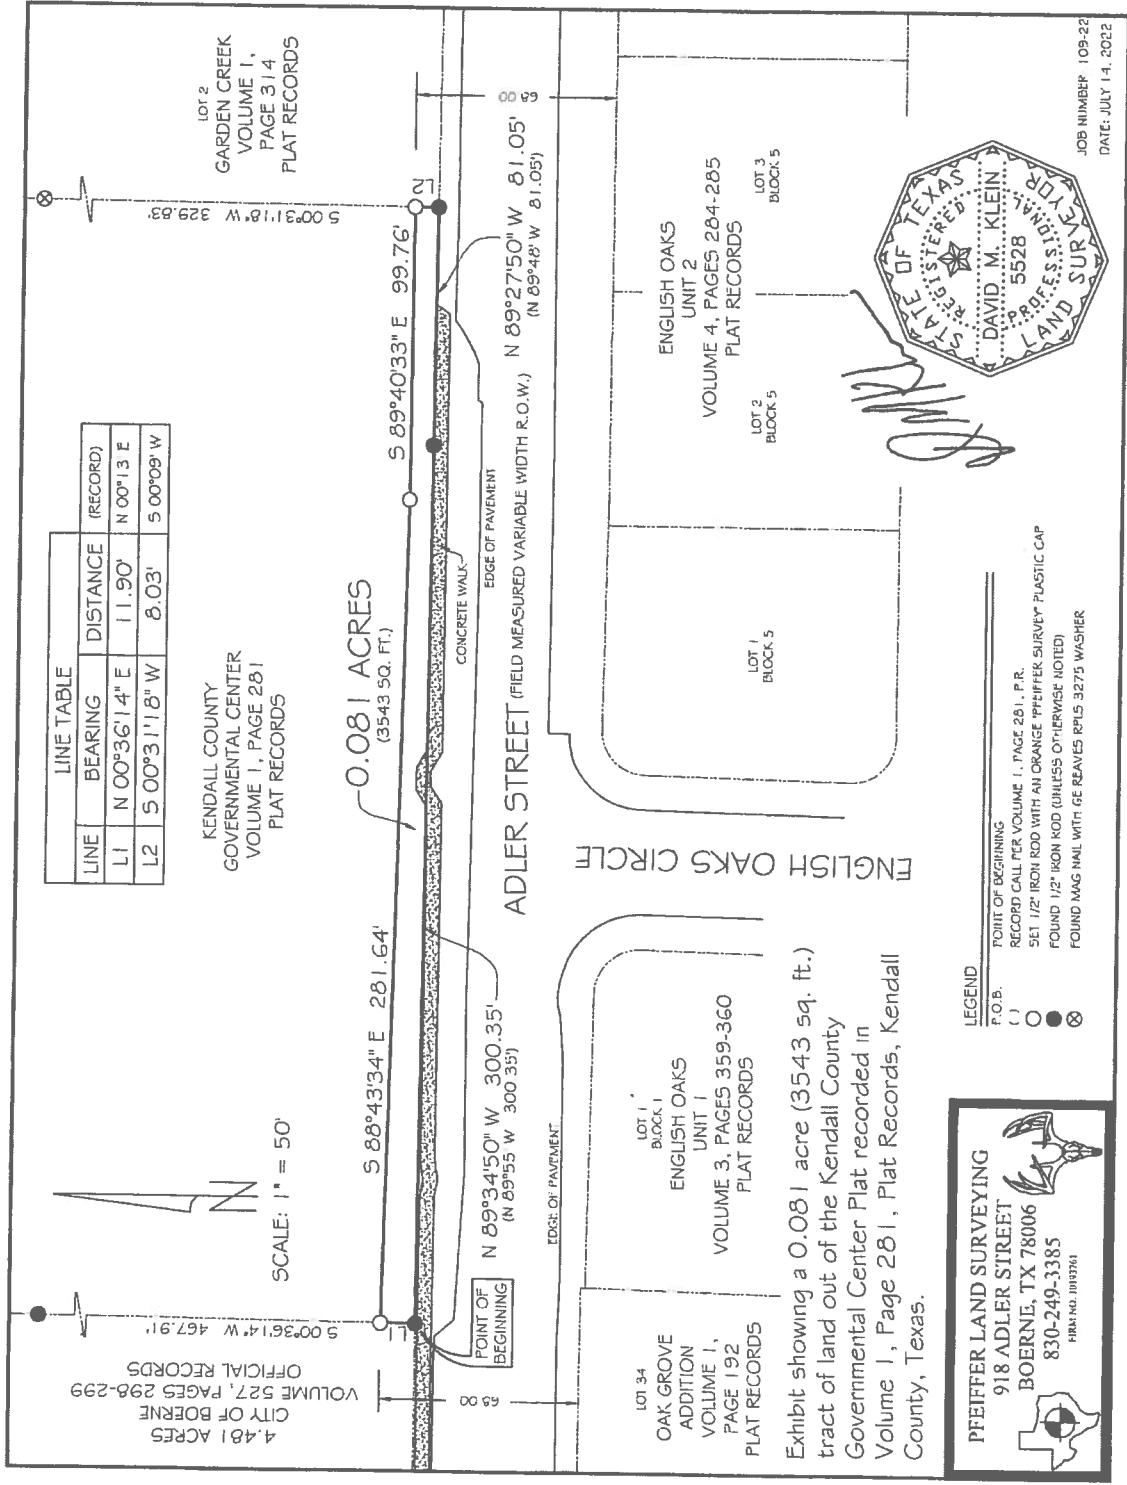 4.481 ACRES
CITY OF BOERNE
VOLUME 527, PAGES 298-299
OFFICIAL RECORDS
S 00°36'14" W 467.91'
SCALE: 1" = 50'
N
LINE TABLE
LINE BEARING DISTANCE (RECORD)
L1 N 00°36'14" E 11.90' N 00°13 E
L2 S 00°31'18" W 8.03' S 00°09' W
KENDALL COUNTY
GOVERNMENTAL CENTER
VOLUME 1, PAGE 281
PLAT RECORDS
LOT 2
GARDEN CREEK
VOLUME 1,
PAGE 314
PLAT RECORDS
S 00°31'18" W 329.83'
L1
S 88°43'34" E 281.64'
0.081 ACRES
(3543 SQ. FT.)
S 89°40'33" E 99.76'
L2
POINT OF
BEGINNING
N 89°34'50" W 300.35'
(N 89°55 W 300 35')
CONCRETE WALK
EDGE OF PAVEMENT
ADLER STREET (FIELD MEASURED VARIABLE WIDTH R.O.W.)
N 89°27'50" W 81.05'
(N 89°48' W 81.05')
EDGE OF PAVEMENT
ENGLISH OAKS CIRCLE
LOT 34
OAK GROVE
ADDITION
VOLUME 1,
PAGE 192
PLAT RECORDS
LOT 1
BLOCK 1
ENGLISH OAKS
UNIT 1
VOLUME 3, PAGES 359-360
PLAT RECORDS
LOT 1
BLOCK 5
LOT 2
BLOCK 5
ENGLISH OAKS
UNIT 2
VOLUME 4, PAGES 284-285
PLAT RECORDS
LOT 3
BLOCK 5
Exhibit showing a 0.081 acre (3543 sq. ft.)
tract of land out of the Kendall County
Governmental Center Plat recorded in
Volume 1, Page 281, Plat Records, Kendall
County, Texas.
LEGEND
P.O.B. POINT OF BEGINNING
( ) RECORD CALL PER VOLUME 1, PAGE 281, P.R.
SET 1/2" IRON ROD WITH AN ORANGE "PFEIFFER SURVEY" PLASTIC CAP
FOUND 1/2" IRON ROD (UNLESS OTHERWISE NOTED)
FOUND MAG NAIL WITH GE REAVES RPLS 3275 WASHER
STATE OF TEXAS
REGISTERED
DAVID M. KLEIN
5528
PROFESSIONAL
LAND SURVEYOR
JOB NUMBER 109-22
DATE: JULY 14, 2022
PFEIFFER LAND SURVEYING
918 ADLER STREET
BOERNE, TX 78006
830-249-3385
FIRM NO. 10193761